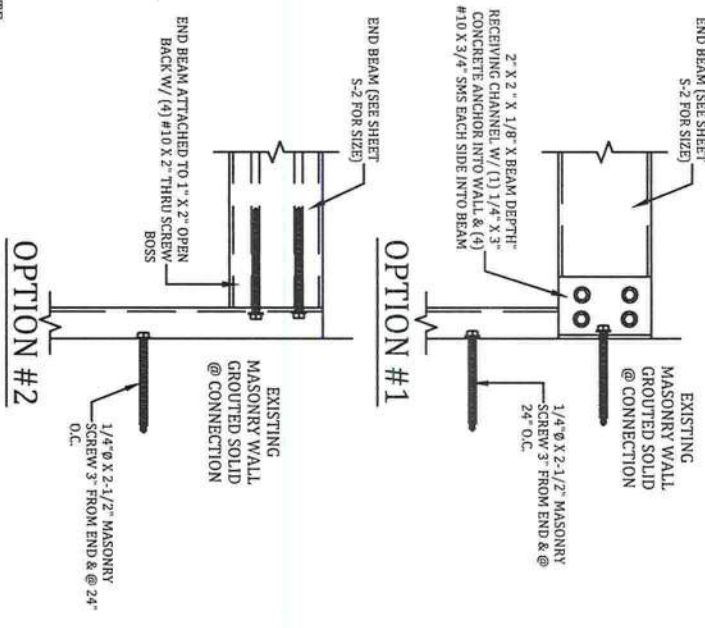 END BEAM (SEE SHEET
S-2 FOR SIZE)
2" X 2" X 1/8" X BEAM DEPTH"
RECEIVING CHANNEL W/ (1) 1/4" X 3"
CONCRETE ANCHOR INTO WALL & (4)
#10 X 3/4" SMS EACH SIDE INTO BEAM
EXISTING
MASONRY WALL
GROUTED SOLID
@ CONNECTION
1/4"Ø X 2-1/2" MASONRY
SCREW 3" FROM END & @
24" O.C.
OPTION #1
END BEAM (SEE SHEET
S-2 FOR SIZE)
END BEAM ATTACHED TO 1" X 2" OPEN
BACK W/ (4) #10 X 2" THRU SCREW
BOSS
EXISTING
MASONRY WALL
GROUTED SOLID
@ CONNECTION
1/4"Ø X 2-1/2" MASONRY
SCREW 3" FROM END & @ 24"
O.C.
OPTION #2